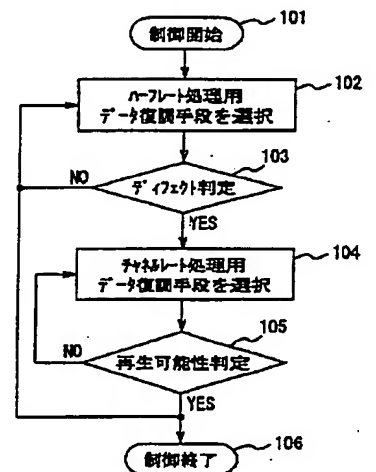 制御開始
101
ハーフレート処理用
データ復調手段を選択
102
ディフェクト判定
103
NO
YES
チャネルレート処理用
データ復調手段を選択
104
再生可能性判定
105
NO
YES
制御終了
106